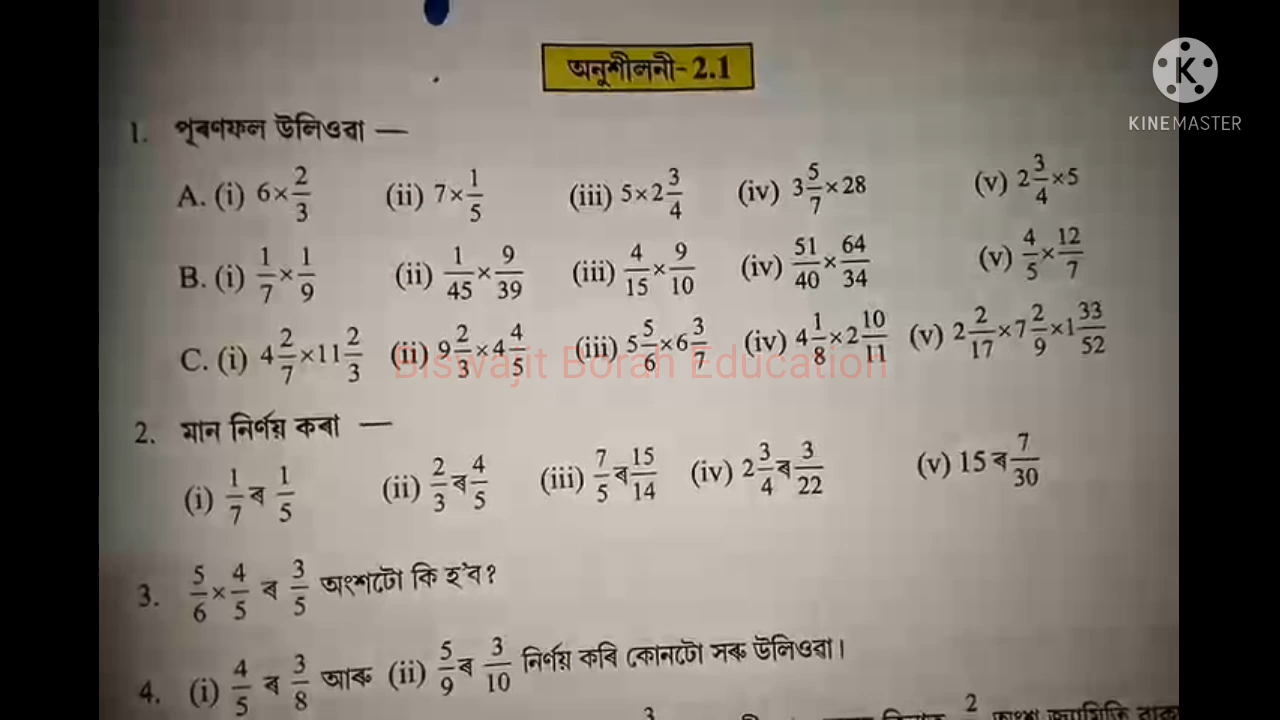 অনুশীলনী- 2.1
KINEMASTER
1. পূৰণফল উলিওৱা —
A. (i) 6×2/3 (ii) 7×1/5 (iii) 5×2 3/4 (iv) 3 5/7×28 (v) 2 3/4×5
B. (i) 1/7×1/9 (ii) 1/45×9/39 (iii) 4/15×9/10 (iv) 51/40×64/34 (v) 4/5×12/7
C. (i) 4 2/7×11 2/3 (ii) 9 2/3×4 4/5 (iii) 5 5/6×6 3/7 (iv) 4 1/8×2 10/11 (v) 2 2/17×7 2/9×1 33/52
Biswajit Borah Education
2. মান নিৰ্ণয় কৰা —
(i) 1/7 ৰ 1/5 (ii) 2/3 ৰ 4/5 (iii) 7/5 ৰ 15/14 (iv) 2 3/4 ৰ 3/22 (v) 15 ৰ 7/30
3. 5/6×4/5 ৰ 3/5 অংশটো কি হ'ব?
4. (i) 4/5 ৰ 3/8 আৰু (ii) 5/9 ৰ 3/10 নিৰ্ণয় কৰি কোনটো সৰু উলিওৱা।
3 2